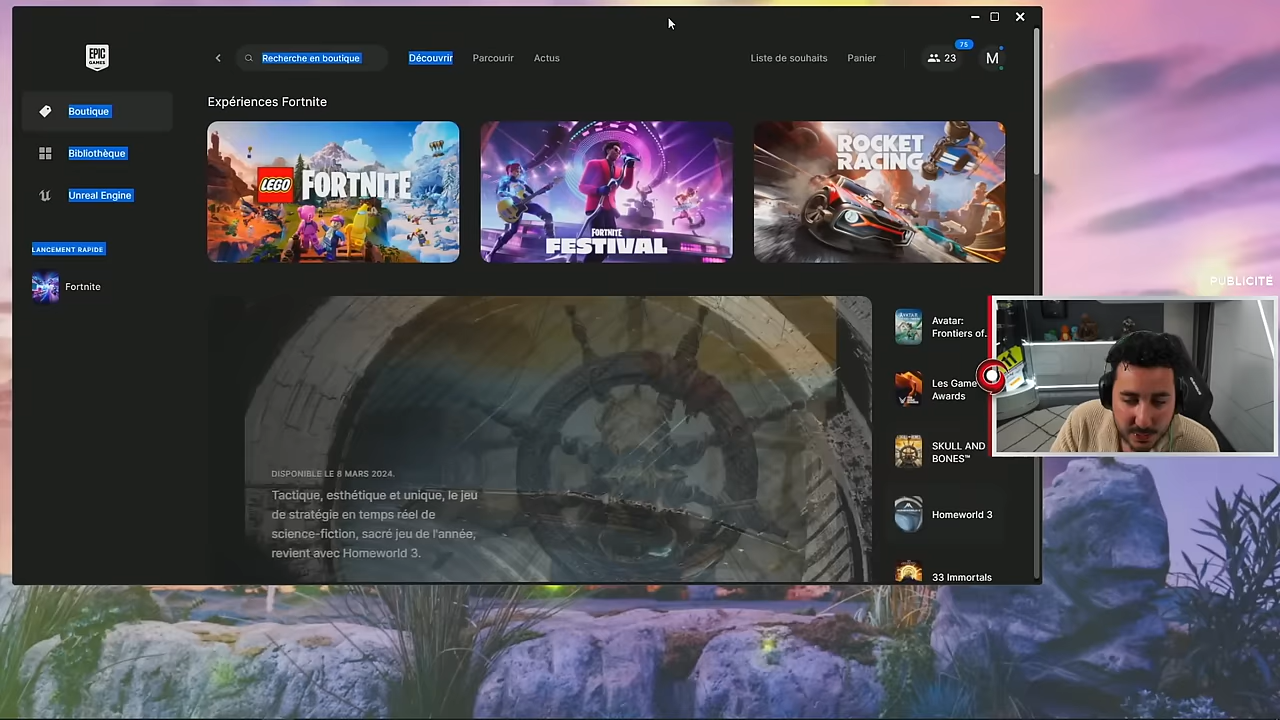 EPIC
GAMES
Recherche en boutique
Découvrir
Parcourir
Actus
Liste de souhaits
Panier
75
23
M
Boutique
Bibliothèque
Unreal Engine
LANCEMENT RAPIDE
Fortnite
Expériences Fortnite
LEGO FORTNITE
FORTNITE
FESTIVAL
ROCKET
RACING
DISPONIBLE LE 8 MARS 2024.
Tactique, esthétique et unique, le jeu
de stratégie en temps réel de
science-fiction, sacré jeu de l'année,
revient avec Homeworld 3.
Avatar:
Frontiers of..
Les Game
Awards
SKULL AND
BONES™
Homeworld 3
33 Immortals
PUBLICITÉ